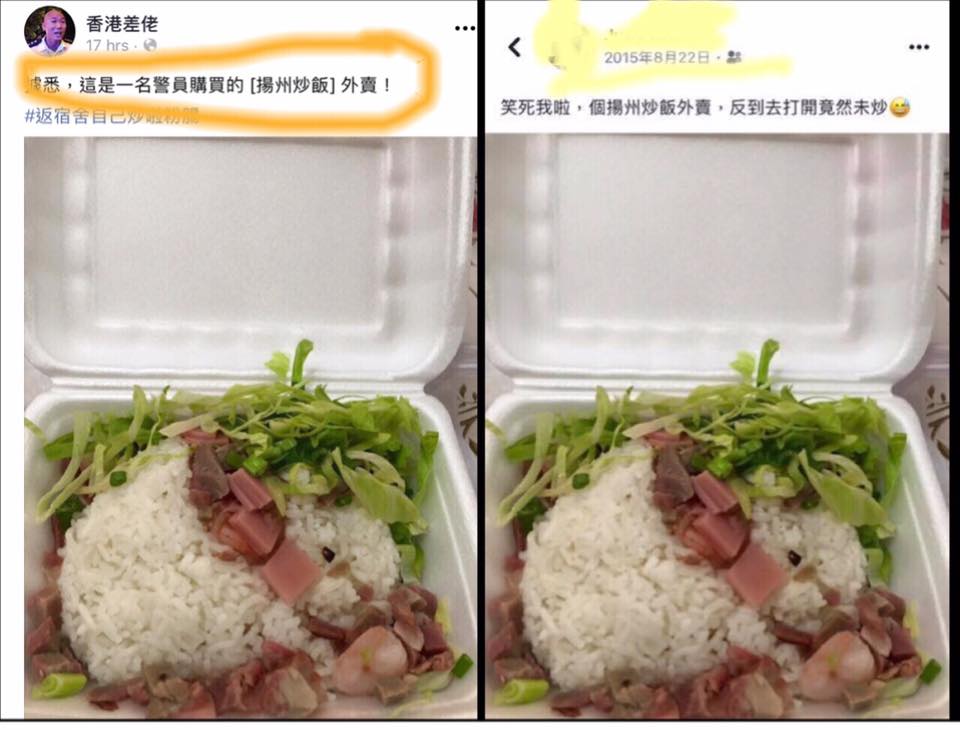 香港差佬
17 hrs
據悉，這是一名警員購買的 [揚州炒飯] 外賣！
#返宿舍自己炒啦粉腸
2015年8月22日
笑死我啦，個揚州炒飯外賣，反到去打開竟然未炒😅